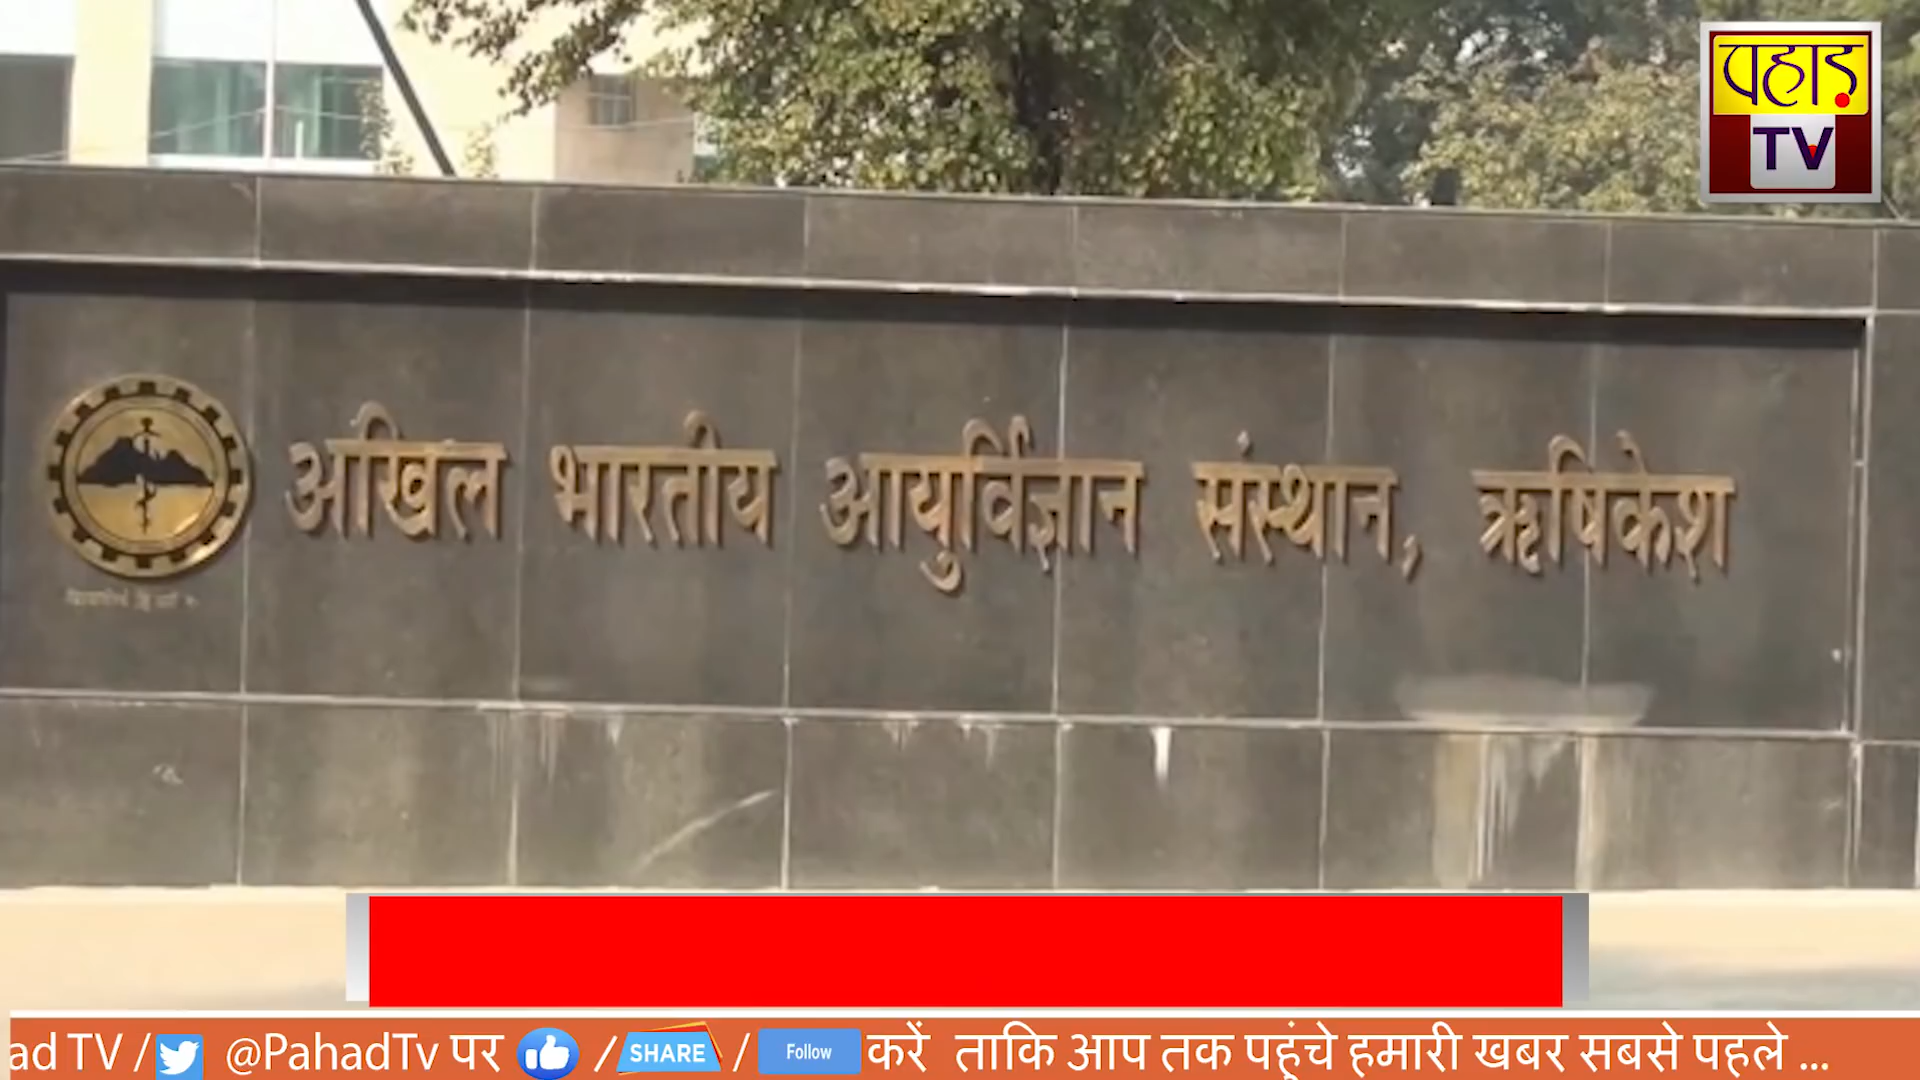 पहाड़
TV
अखिल भारतीय आयुर्विज्ञान संस्थान, ऋषिकेश
ad TV / @PahadTv पर / SHARE / Follow करें ताकि आप तक पहुंचे हमारी खबर सबसे पहले ...